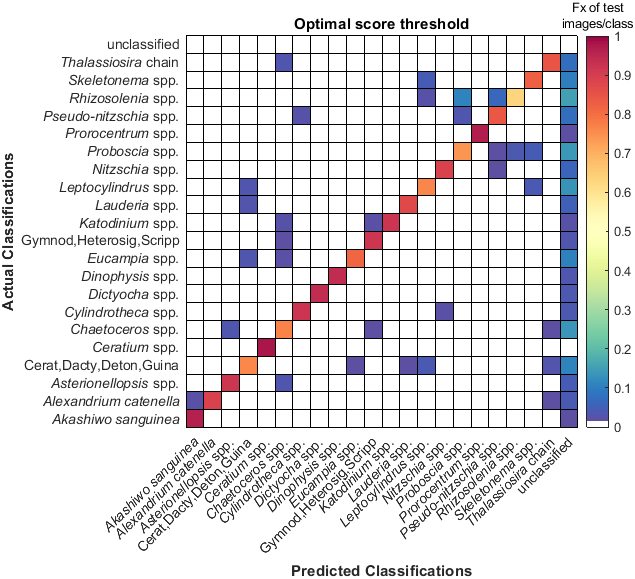 Optimal score threshold
Fx of test
images/class
Actual Classifications
unclassified
Thalassiosira chain
Skeletonema spp.
Rhizosolenia spp.
Pseudo-nitzschia spp.
Prorocentrum spp.
Proboscia spp.
Nitzschia spp.
Leptocylindrus spp.
Lauderia spp.
Katodinium spp.
Gymnod,Heterosig,Scripp
Eucampia spp.
Dinophysis spp.
Dictyocha spp.
Cylindrotheca spp.
Chaetoceros spp.
Ceratium spp.
Cerat,Dacty,Deton,Guina
Asterionellopsis spp.
Alexandrium catenella
Akashiwo sanguinea
1
0.9
0.8
0.7
0.6
0.5
0.4
0.3
0.2
0.1
0
Akashiwo sanguinea
Alexandrium catenella
Asterionellopsis spp.
Cerat,Dacty,Deton,Guina
Ceratium spp.
Chaetoceros spp.
Cylindrotheca spp.
Dictyocha spp.
Dinophysis spp.
Eucampia spp.
Gymnod,Heterosig,Scripp
Katodinium spp.
Lauderia spp.
Leptocylindrus spp.
Nitzschia spp.
Proboscia spp.
Prorocentrum spp.
Pseudo-nitzschia spp.
Rhizosolenia spp.
Skeletonema spp.
Thalassiosira chain
unclassified
Predicted Classifications